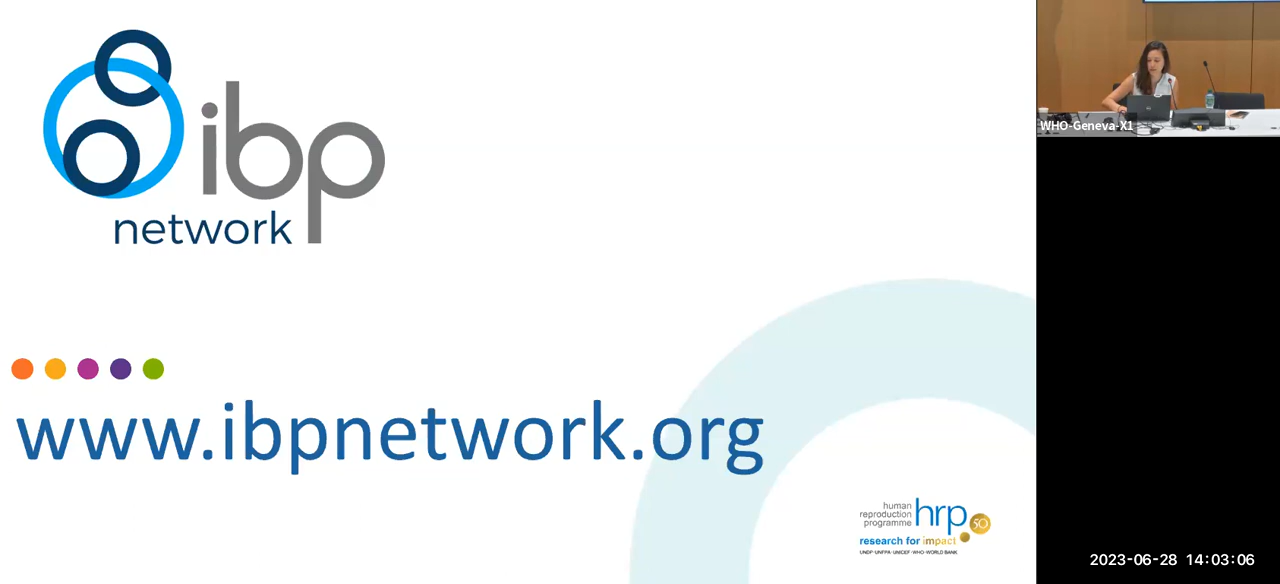 ibp
network
www.ibpnetwork.org
human
reproduction
programme
hrp
50
research for impact
UNDP·UNFPA·UNICEF·WHO·WORLD BANK
WHO-Geneva-X1
2023-06-28 14:03:06